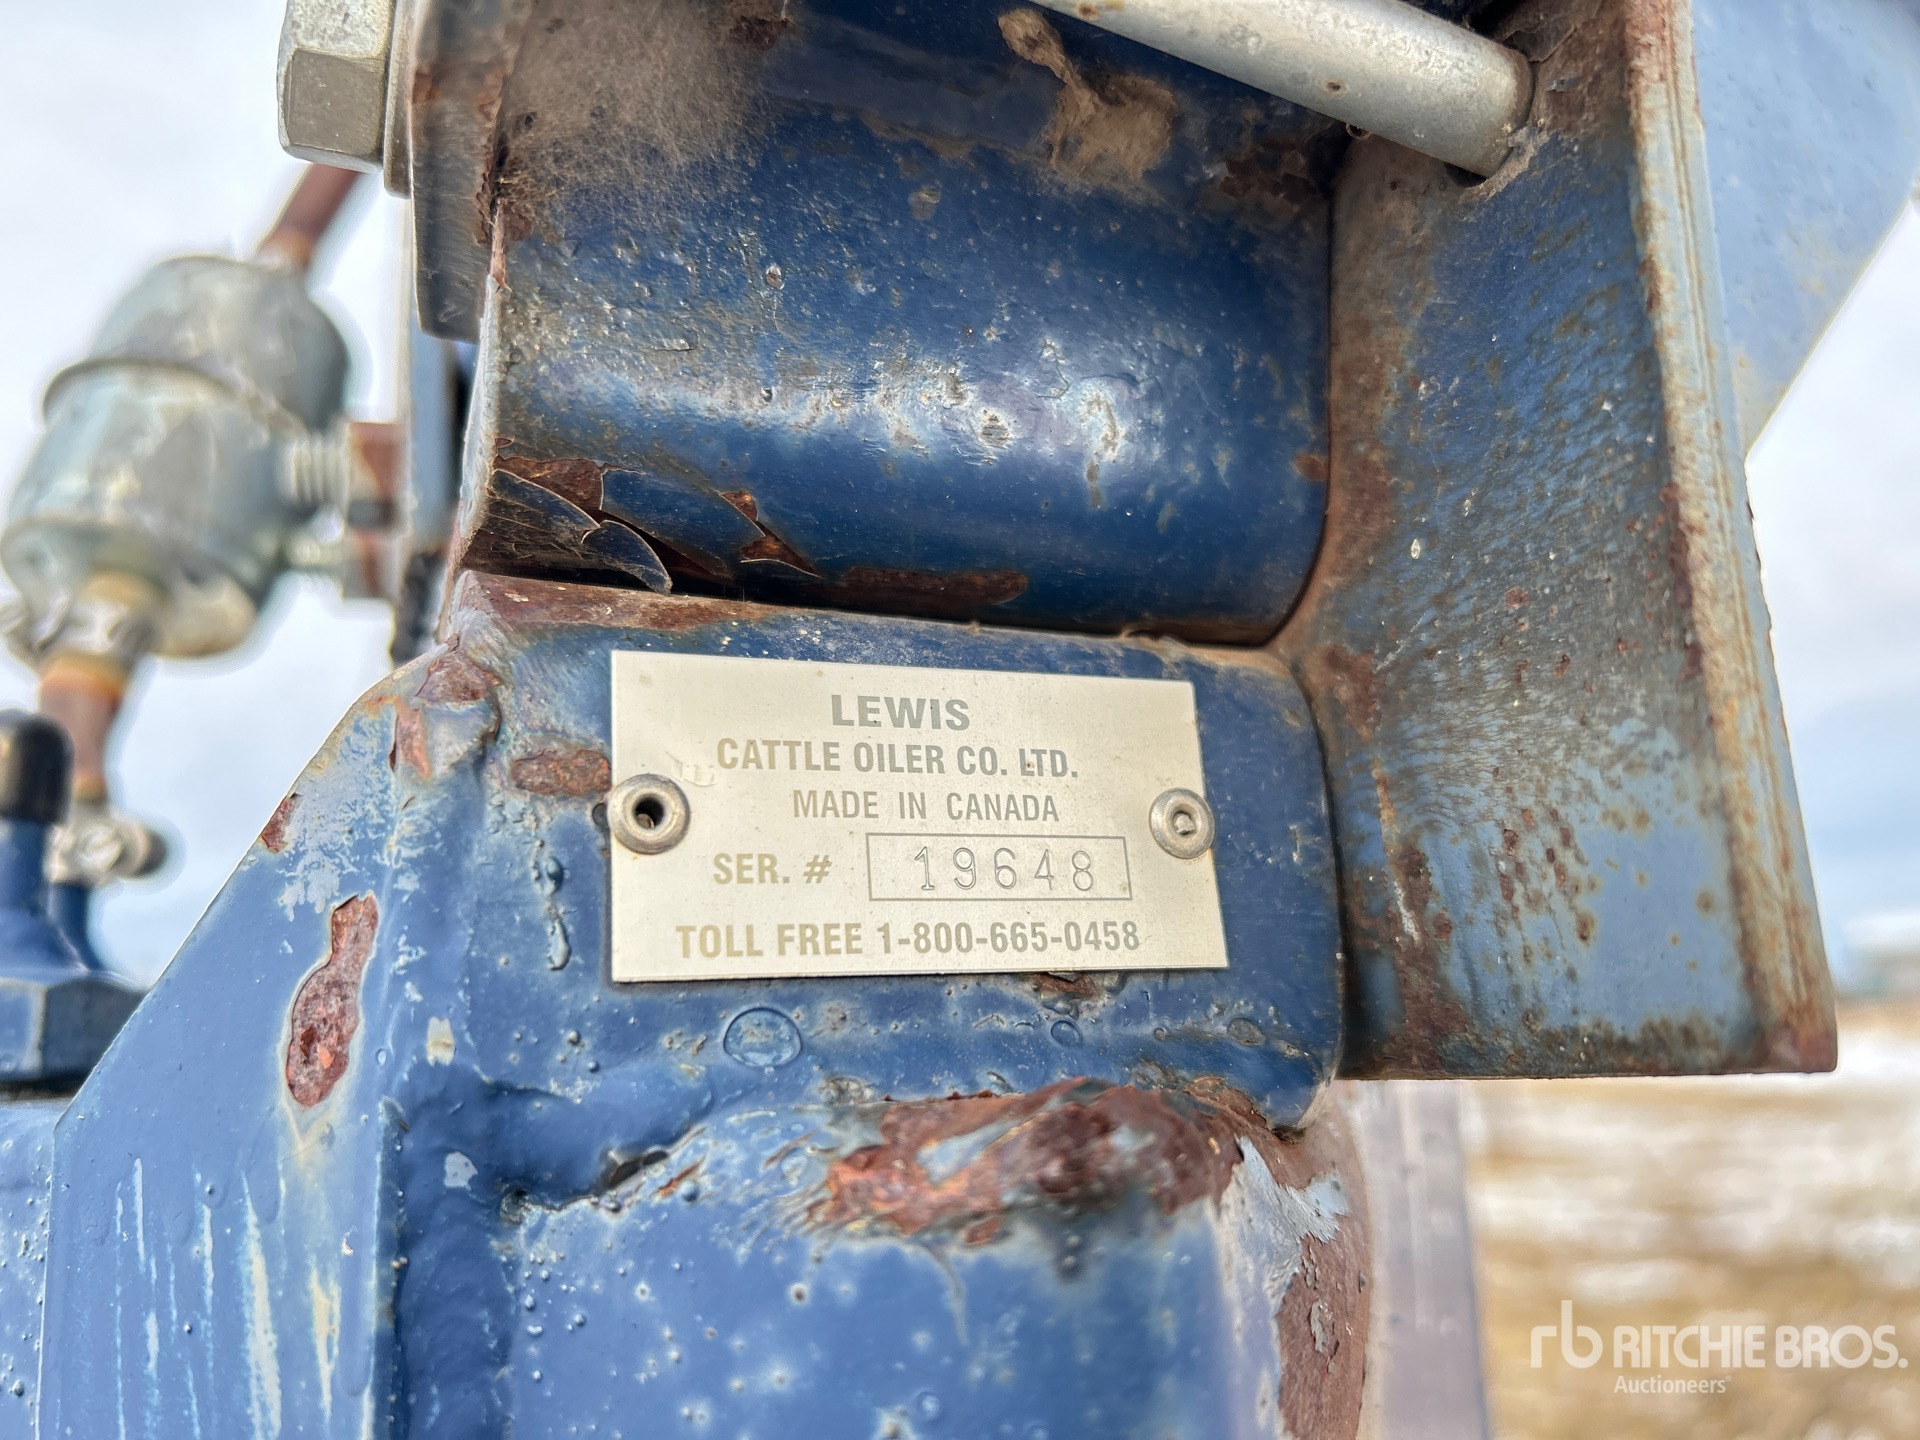 LEWIS
CATTLE OILER CO. LTD.
MADE IN CANADA
SER. # 19648
TOLL FREE 1-800-665-0458
rb RITCHIE BROS.
Auctioneers